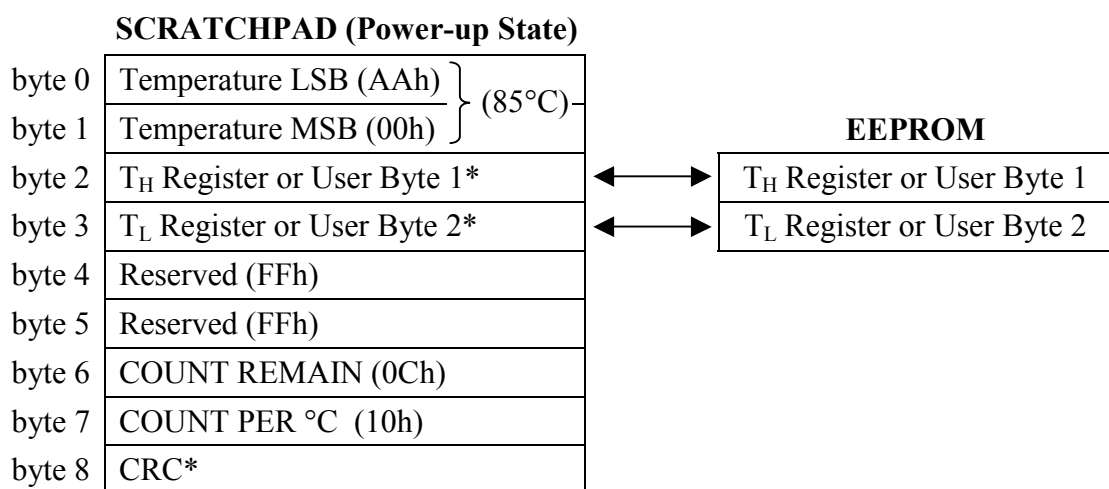 SCRATCHPAD (Power-up State)
byte 0 Temperature LSB (AAh)
(85°C)
byte 1 Temperature MSB (00h)
EEPROM
byte 2 TH Register or User Byte 1* TH Register or User Byte 1
byte 3 TL Register or User Byte 2* TL Register or User Byte 2
byte 4 Reserved (FFh)
byte 5 Reserved (FFh)
byte 6 COUNT REMAIN (0Ch)
byte 7 COUNT PER °C (10h)
byte 8 CRC*